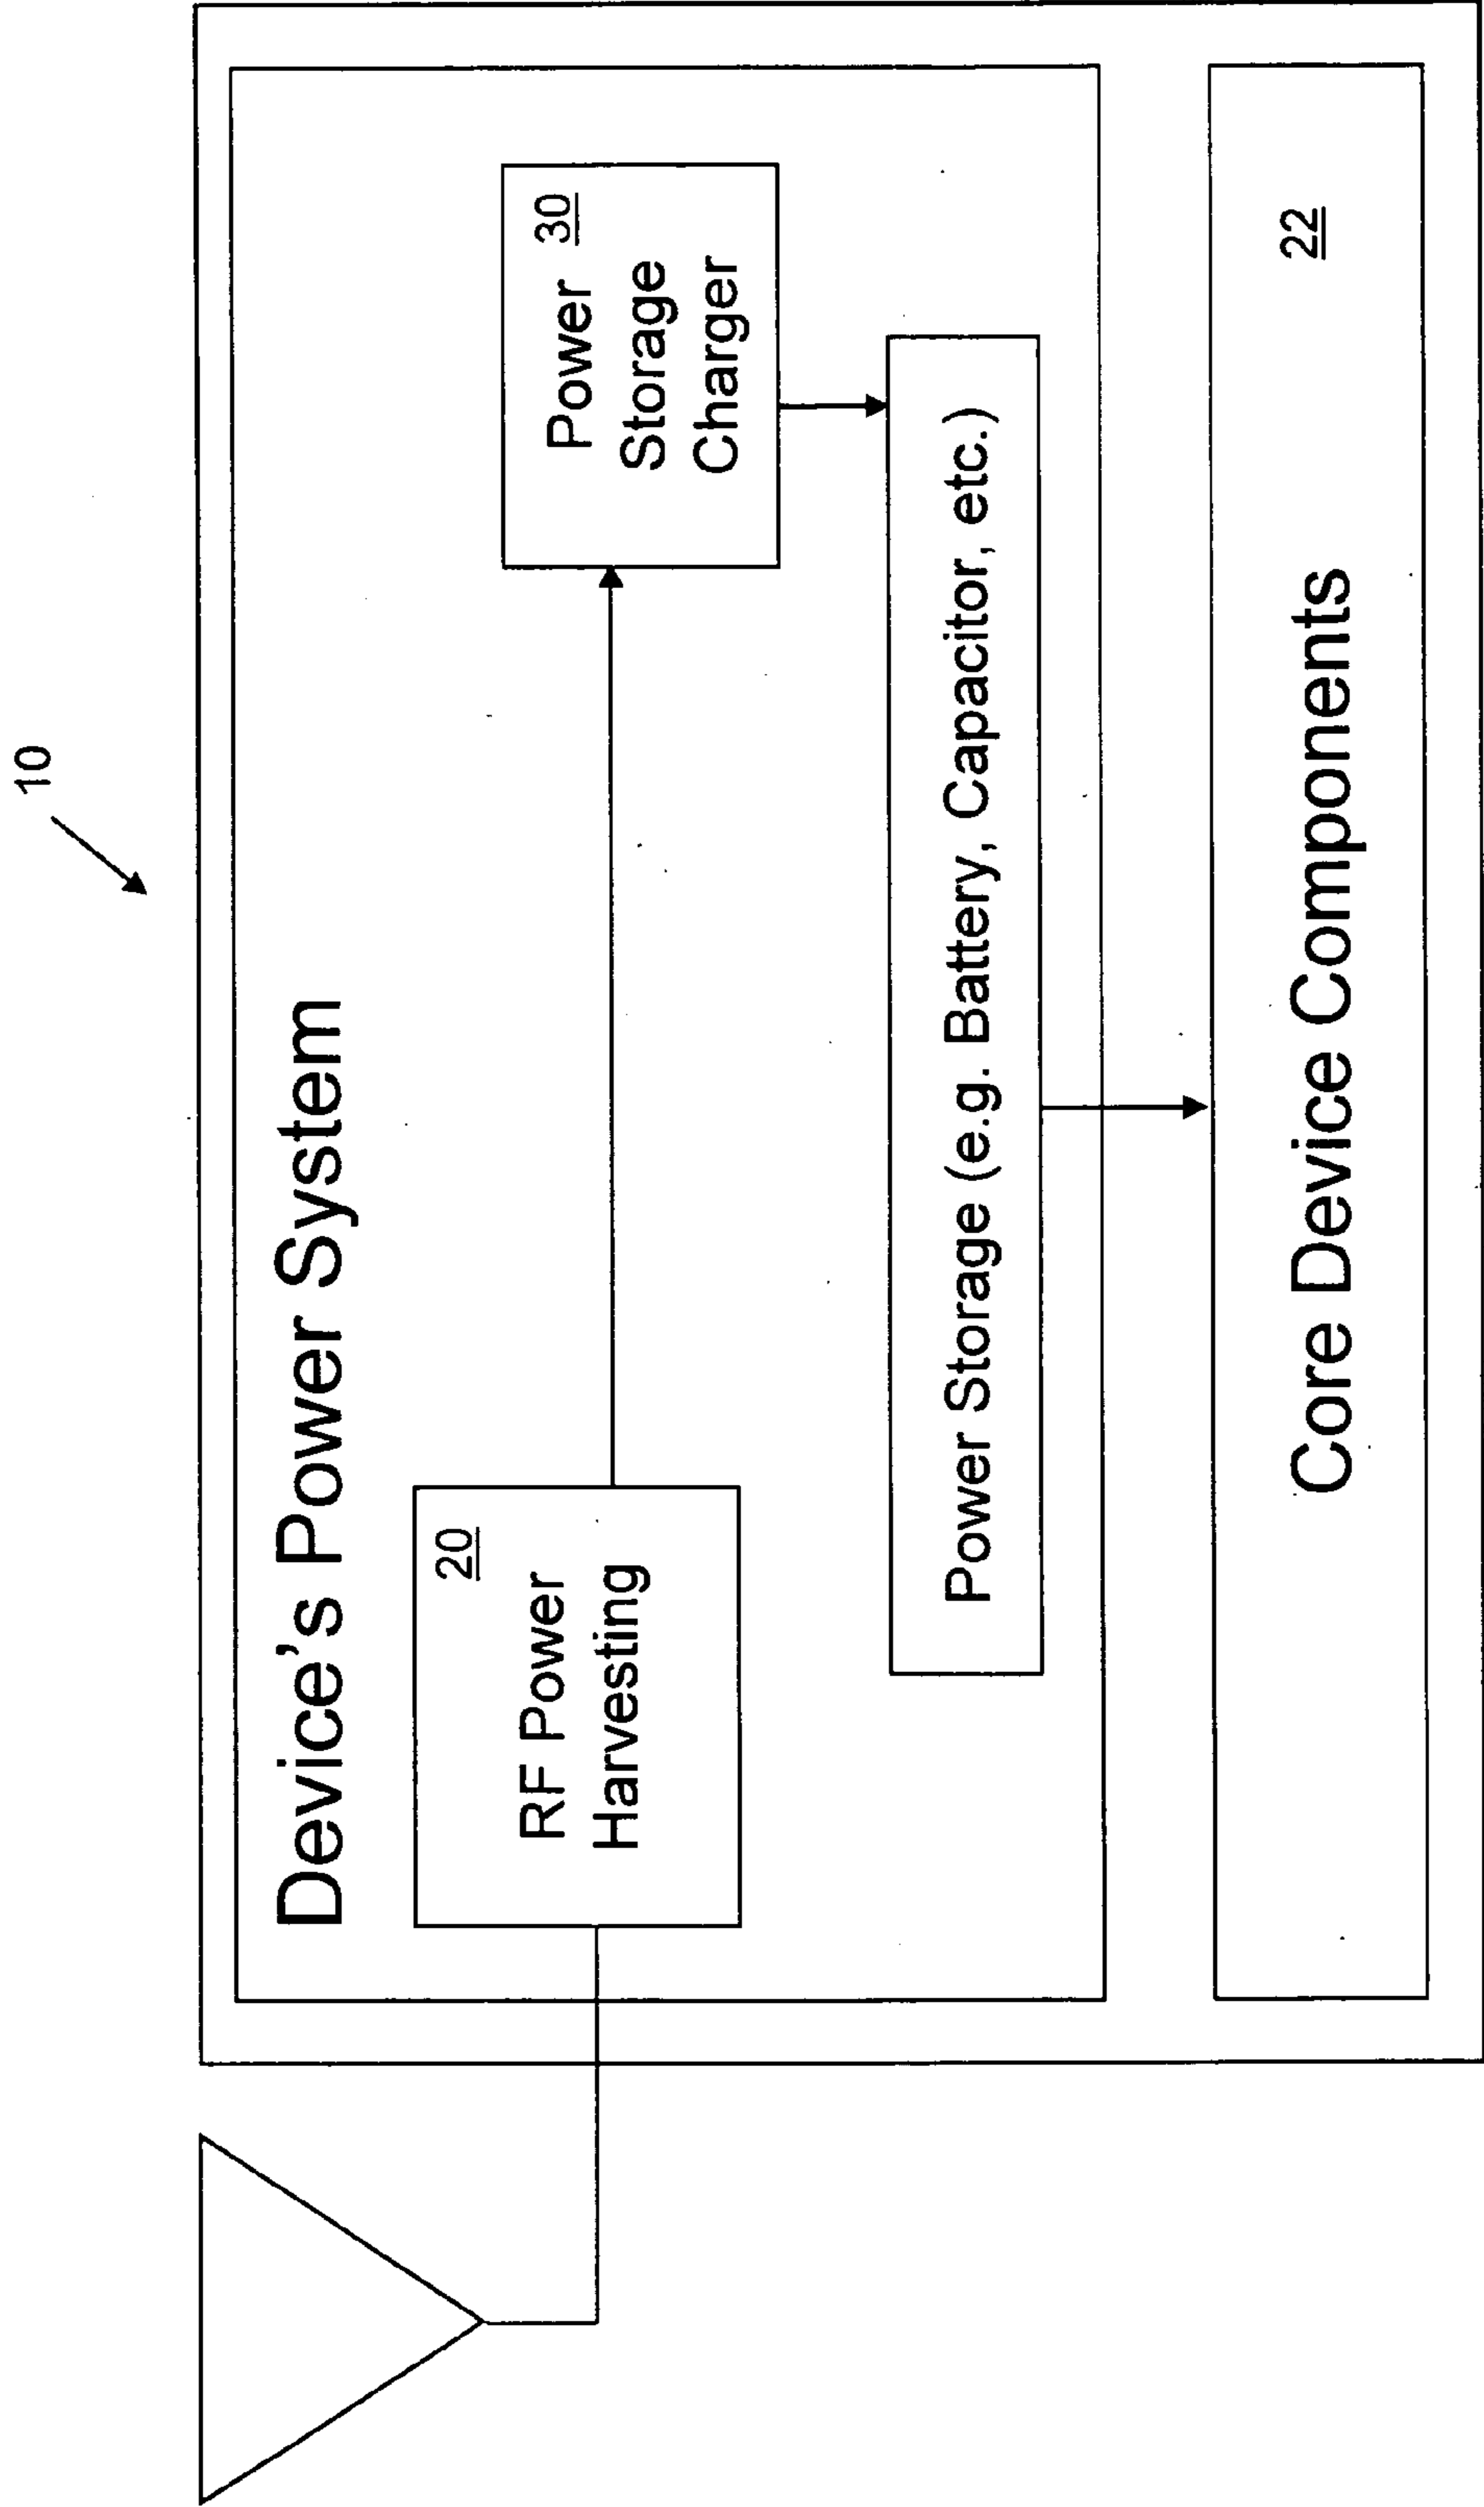 10
Device's Power System
20
RF Power
Harvesting
Power 30
Storage
Charger
Power Storage (e.g. Battery, Capacitor, etc.)
Core Device Components 22